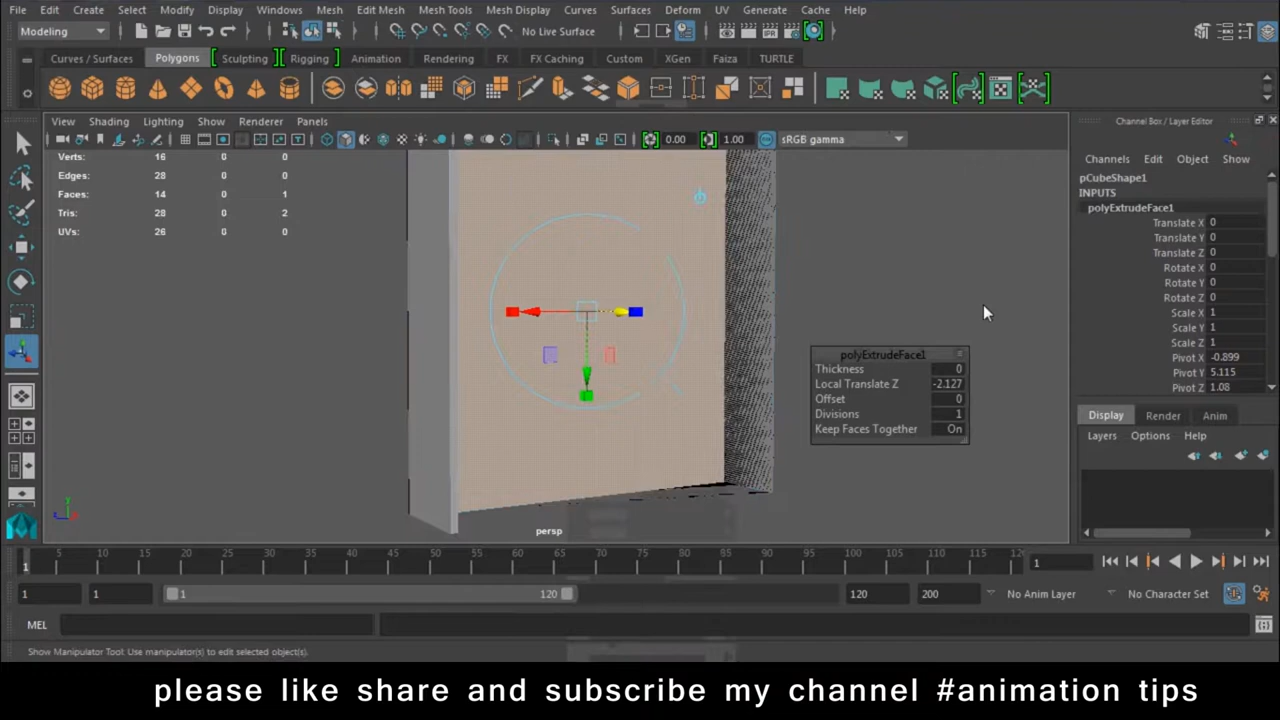 File Edit Create Select Modify Display Windows Mesh Edit Mesh Mesh Tools Mesh Display Curves Surfaces Deform UV Generate Cache Help
Modeling No Live Surface
Curves / Surfaces Polygons Sculpting Rigging Animation Rendering FX FX Caching Custom XGen Faiza TURTLE
View Shading Lighting Show Renderer Panels
0.00 1.00 sRGB gamma
Verts: 16 0 0
Edges: 28 0 0
Faces: 14 0 1
Tris: 28 0 2
UVs: 26 0 0
polyExtrudeFace1
Thickness 0
Local Translate Z -2.127
Offset 0
Divisions 1
Keep Faces Together On
persp
Channel Box / Layer Editor
Channels Edit Object Show
pCubeShape1
INPUTS
polyExtrudeFace1
Translate X 0
Translate Y 0
Translate Z 0
Rotate X 0
Rotate Y 0
Rotate Z 0
Scale X 1
Scale Y 1
Scale Z 1
Pivot X -0.899
Pivot Y 5.115
Pivot Z 1.08
Display Render Anim
Layers Options Help
5 10 15 20 25 30 35 40 45 50 55 60 65 70 75 80 85 90 95 100 105 110 115
1 1
1 1 1 120 120 200 No Anim Layer No Character Set
MEL
Show Manipulator Tool: Use manipulator(s) to edit selected object(s).
please like share and subscribe my channel #animation tips